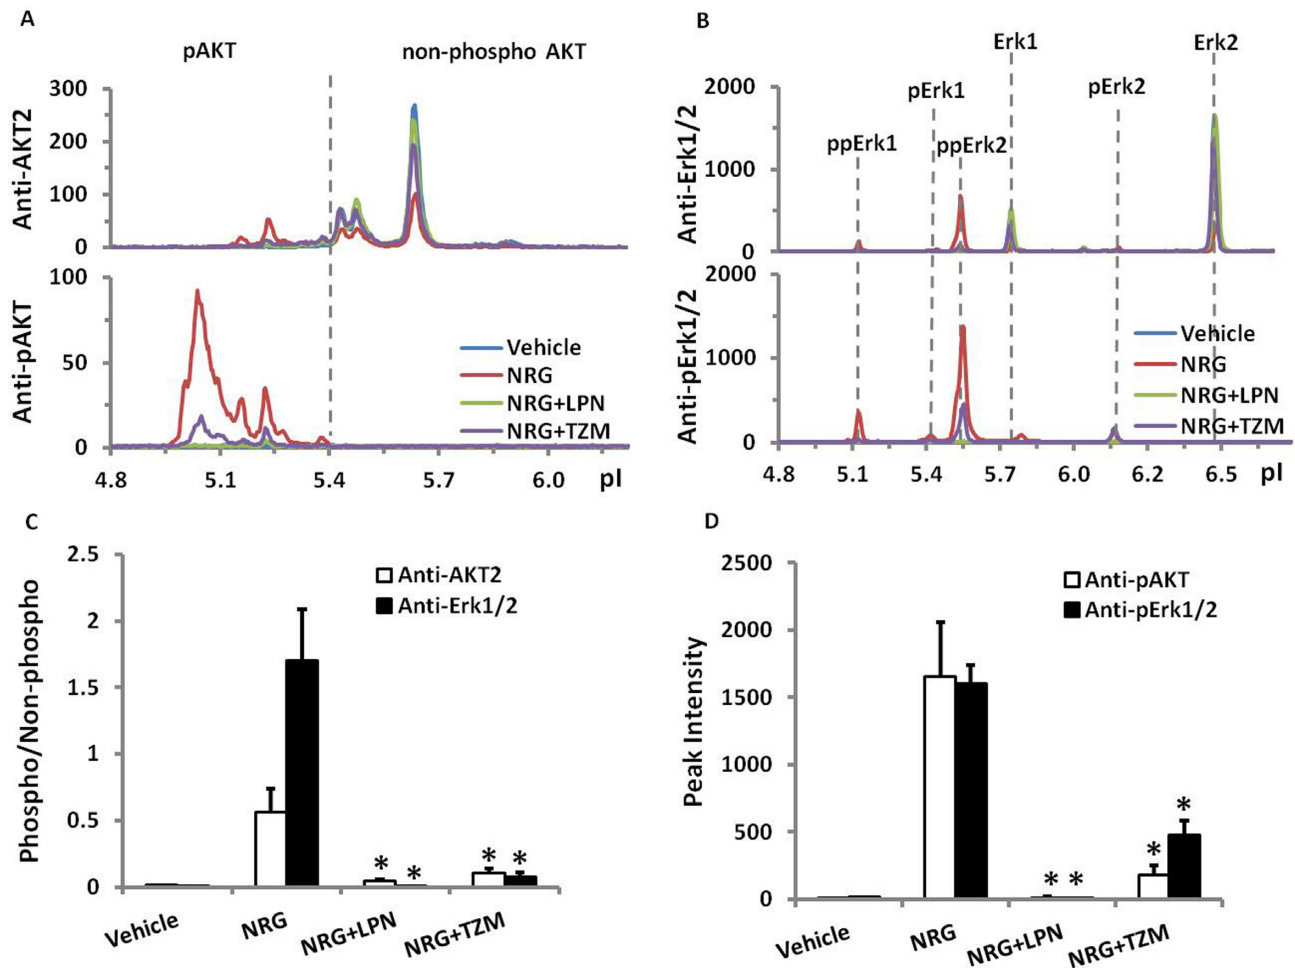 A
pAKT
non-phospho AKT
Anti-AKT2
300
200
100
0
Anti-pAKT
100
50
0
Vehicle
NRG
NRG+LPN
NRG+TZM
4.8 5.1 5.4 5.7 6.0 pI
B
Erk1
Erk2
pErk1
pErk2
ppErk1
ppErk2
Anti-Erk1/2
2000
1000
0
Anti-pErk1/2
2000
1000
0
Vehicle
NRG
NRG+LPN
NRG+TZM
4.8 5.1 5.4 5.7 6.0 6.2 6.5 pI
C
Phospho/Non-phospho
2.5
2
1.5
1
0.5
0
Anti-AKT2
Anti-Erk1/2
* * * *
Vehicle NRG NRG+LPN NRG+TZM
D
Peak Intensity
2500
2000
1500
1000
500
0
Anti-pAKT
Anti-pErk1/2
* * * *
Vehicle NRG NRG+LPN NRG+TZM